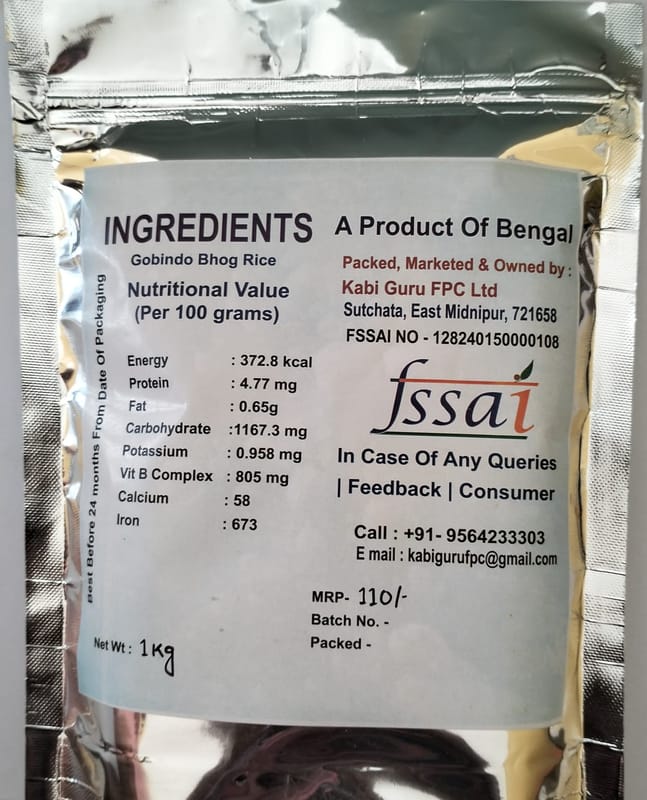 INGREDIENTS
Gobindo Bhog Rice
Nutritional Value
(Per 100 grams)
Energy : 372.8 kcal
Protein : 4.77 mg
Fat : 0.65g
Carbohydrate :1167.3 mg
Potassium : 0.958 mg
Vit B Complex : 805 mg
Calcium : 58
Iron : 673
Best Before 24 months From Date Of Packaging
Net Wt : 1Kg
A Product Of Bengal
Packed, Marketed & Owned by :
Kabi Guru FPC Ltd
Sutchata, East Midnipur, 721658
FSSAI NO - 128240150000108
fssai
In Case Of Any Queries
| Feedback | Consumer
Call : +91- 9564233303
E mail : kabigurufpc@gmail.com
MRP- 110/-
Batch No. -
Packed -